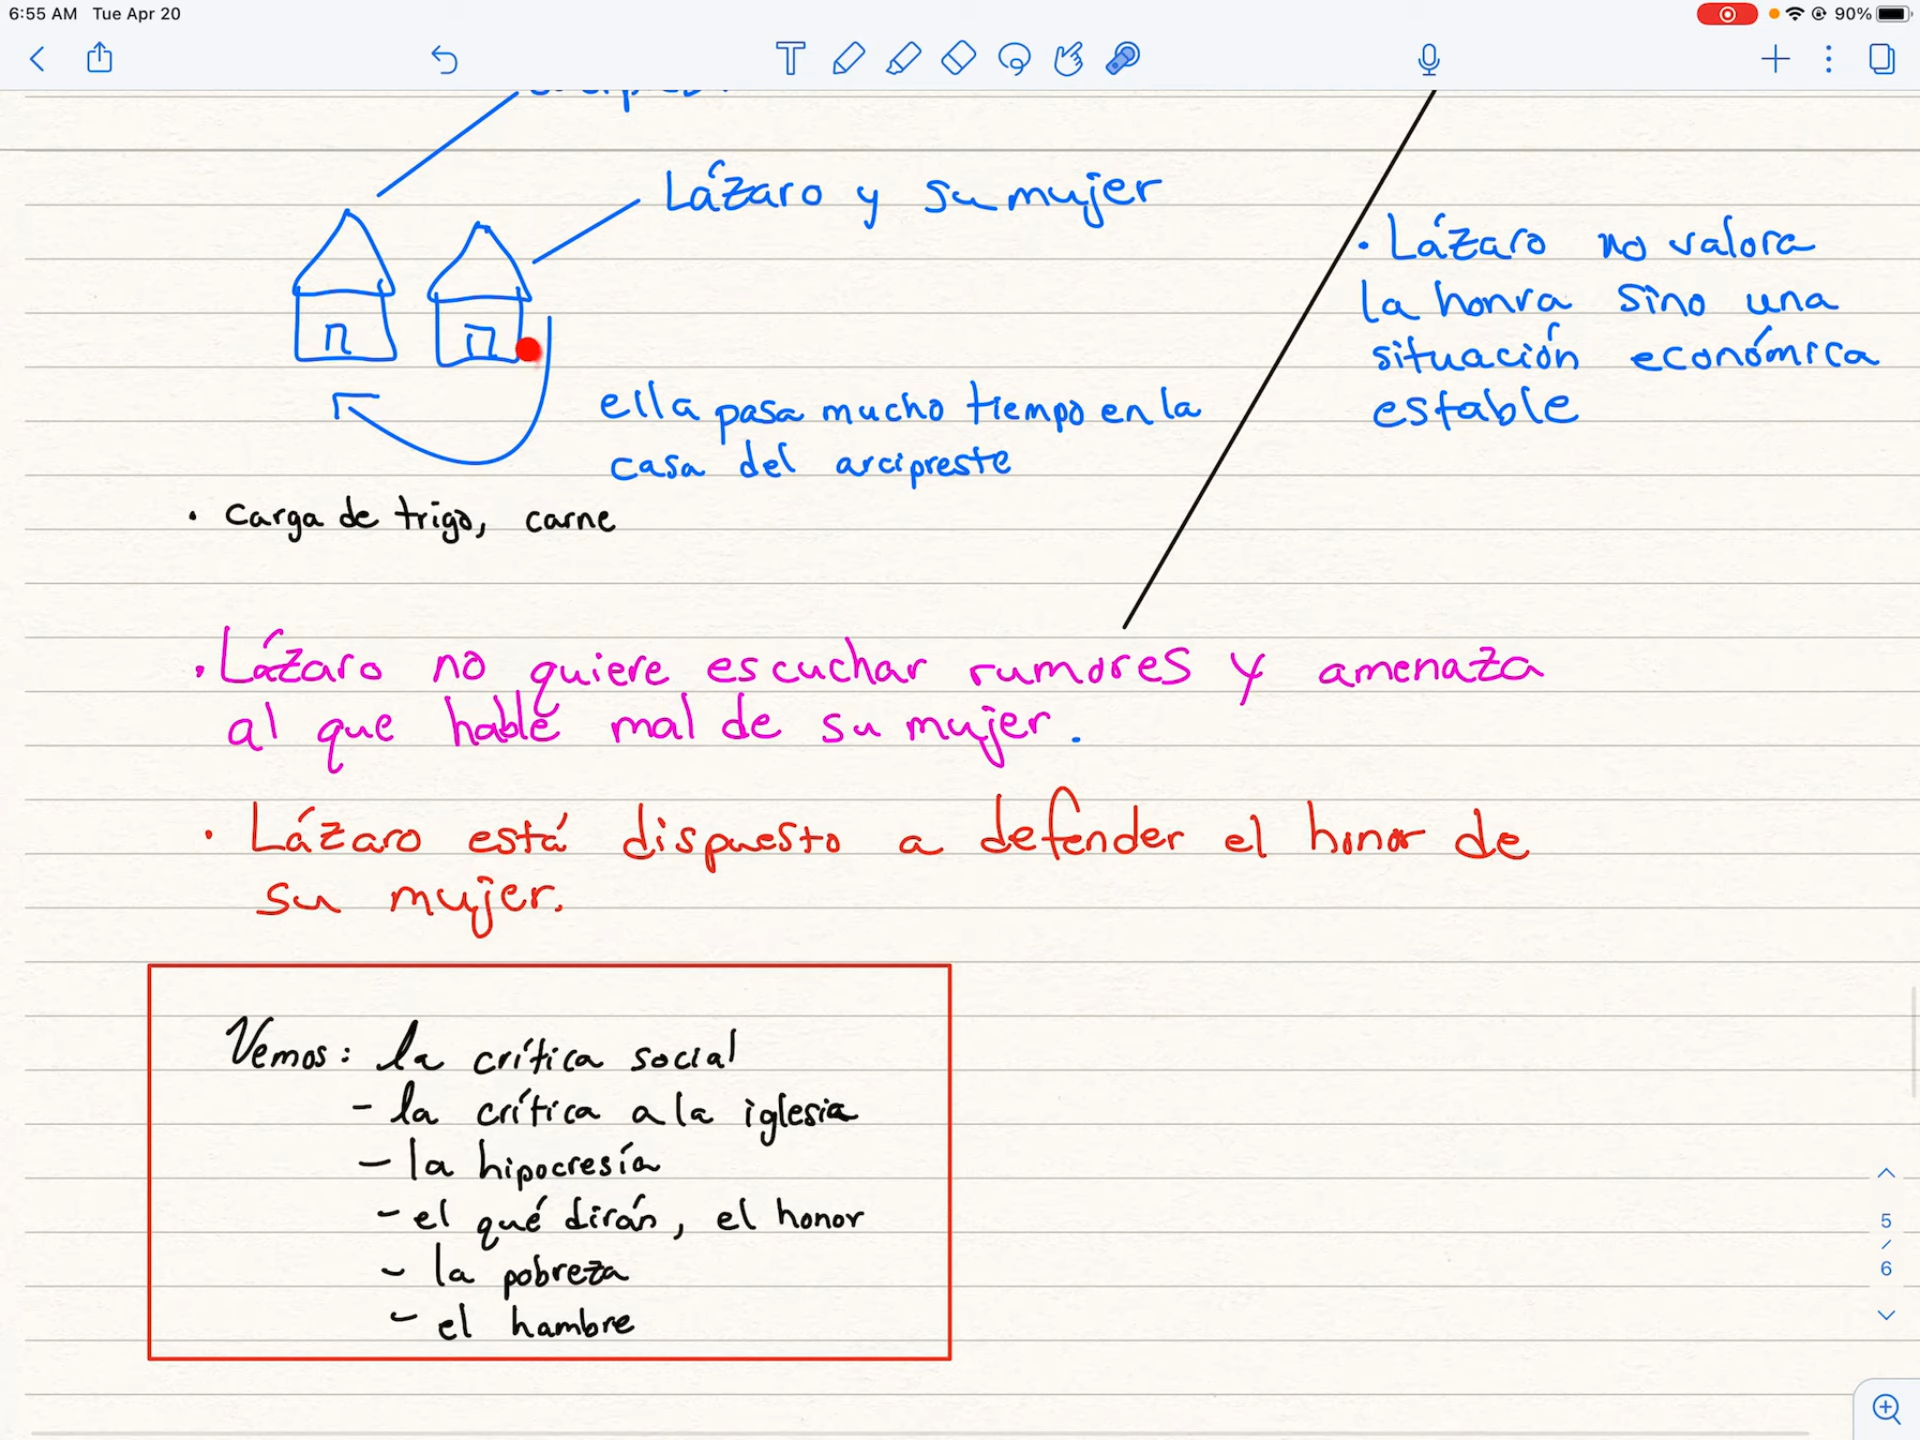 6:55 AM Tue Apr 20
90%
Lázaro y su mujer
• Lázaro no valora
la honra sino una
situación económica
estable
ella pasa mucho tiempo en la
casa del arcipreste
• Carga de trigo, carne
• Lázaro no quiere escuchar rumores y amenaza
al que hable mal de su mujer.
• Lázaro está dispuesto a defender el honor de
su mujer.
Vemos: la crítica social
- la crítica a la iglesia
- la hipocresía
- el qué dirán, el honor
- la pobreza
- el hambre
5
/
6